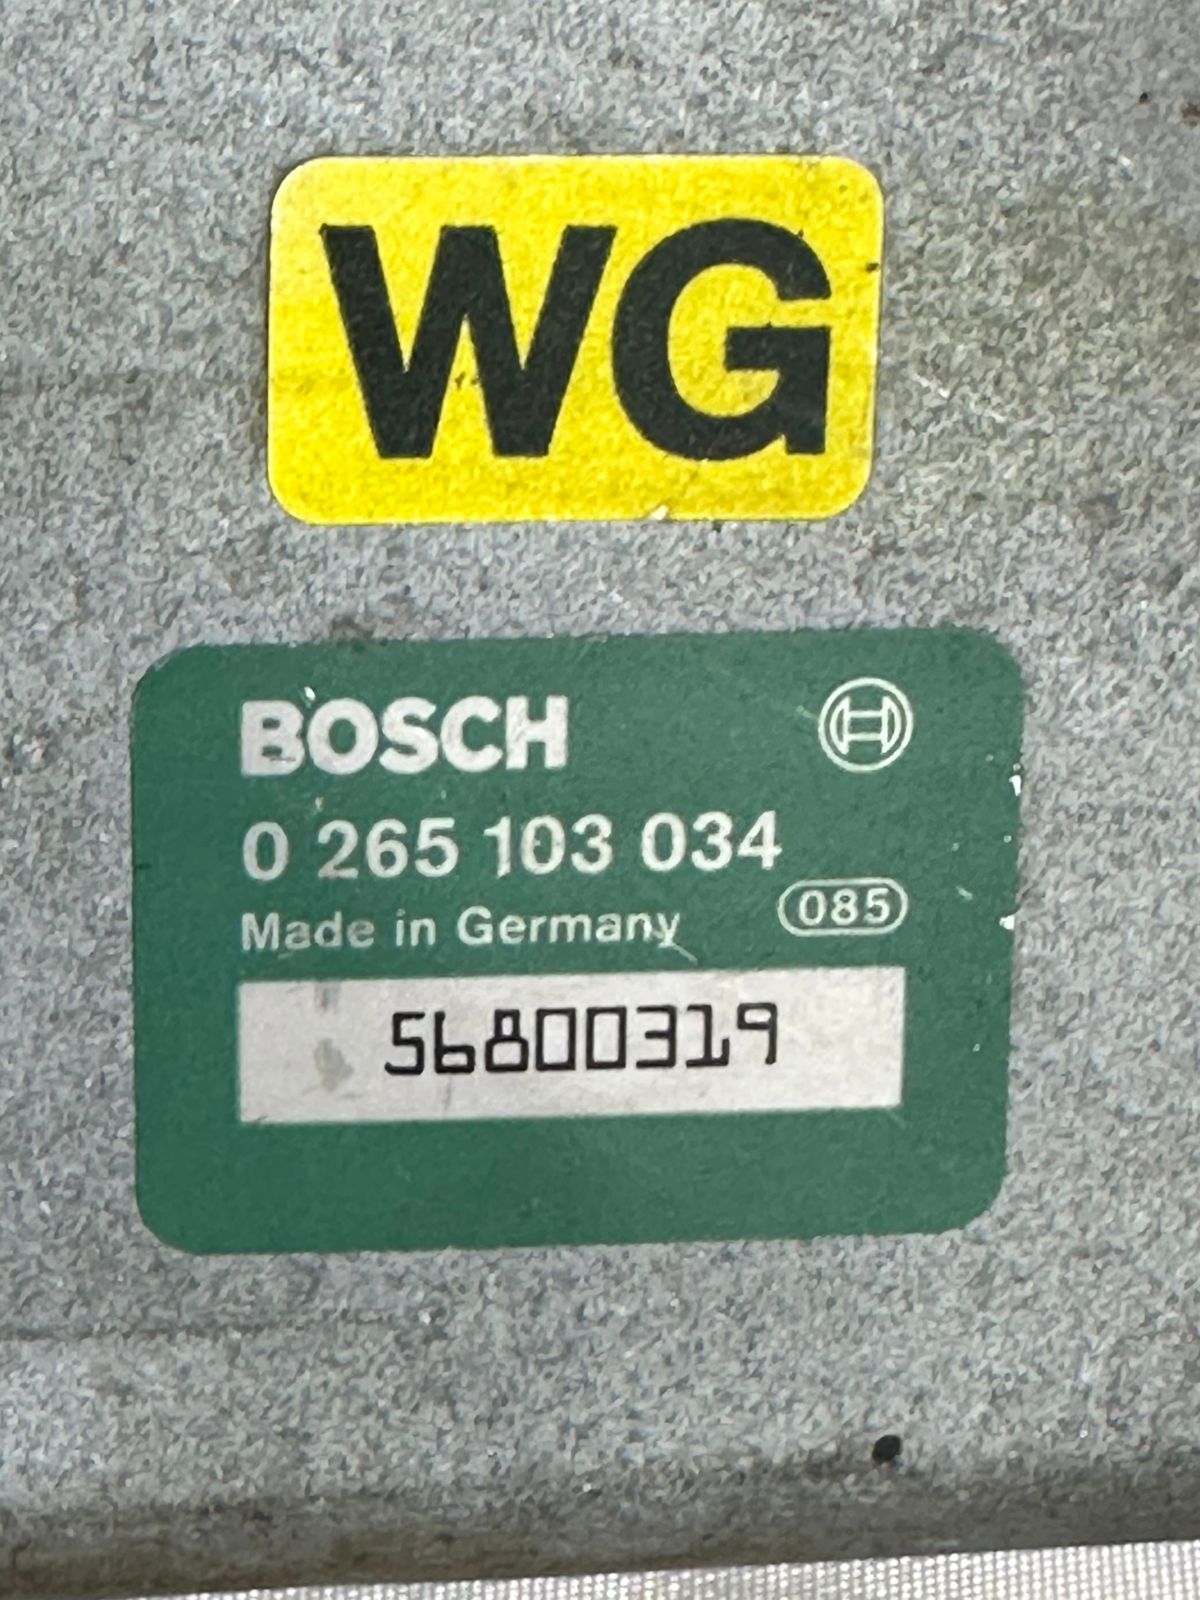 WG
BOSCH
0 265 103 034
Made in Germany 085
56800319